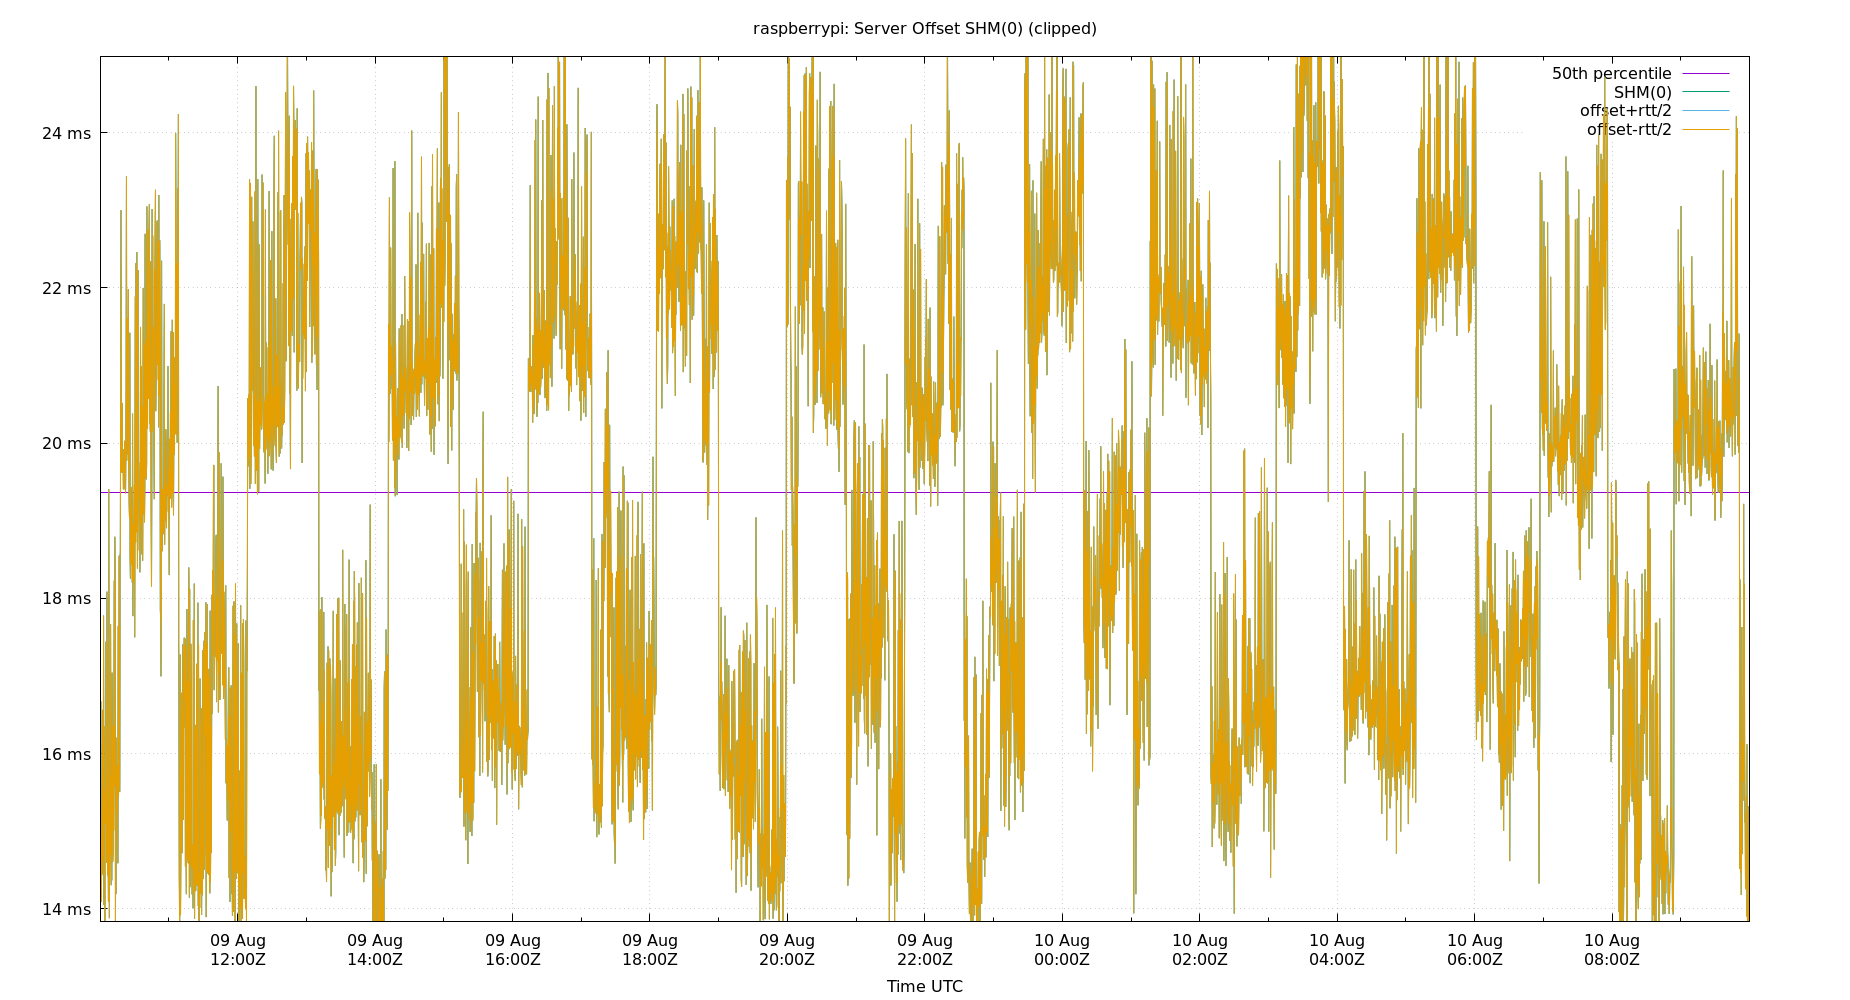 raspberrypi: Server Offset SHM(0) (clipped)
50th percentile
SHM(0)
offset+rtt/2
offset-rtt/2
24 ms
22 ms
20 ms
18 ms
16 ms
14 ms
09 Aug 09 Aug 09 Aug 09 Aug 09 Aug 09 Aug 10 Aug 10 Aug 10 Aug 10 Aug 10 Aug
12:00Z 14:00Z 16:00Z 18:00Z 20:00Z 22:00Z 00:00Z 02:00Z 04:00Z 06:00Z 08:00Z
Time UTC